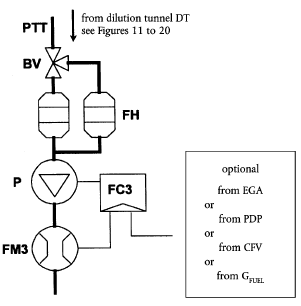 PTT
from dilution tunnel DT
see Figures 11 to 20
BV
FH
P
FC3
FM3
optional
from EGA
or
from PDP
or
from CFV
or
from G_FUEL